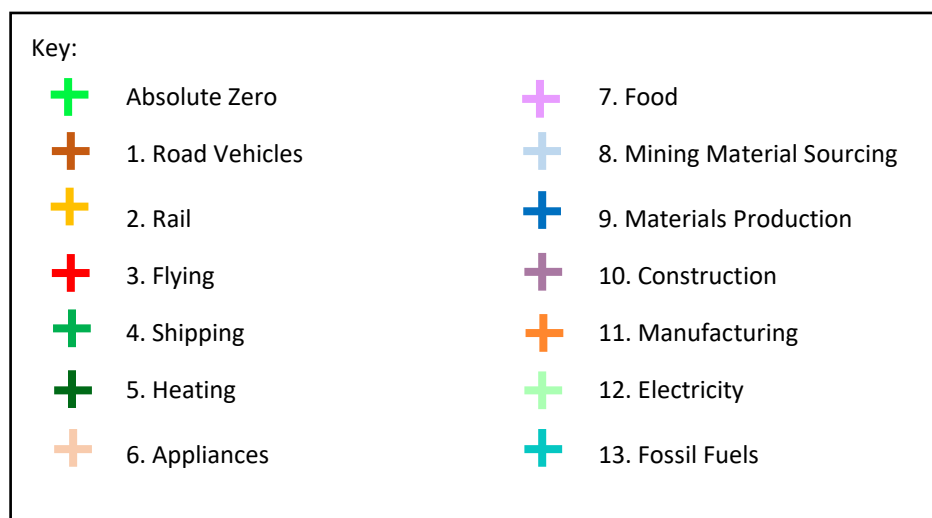 Key:
Absolute Zero
1. Road Vehicles
2. Rail
3. Flying
4. Shipping
5. Heating
6. Appliances
7. Food
8. Mining Material Sourcing
9. Materials Production
10. Construction
11. Manufacturing
12. Electricity
13. Fossil Fuels